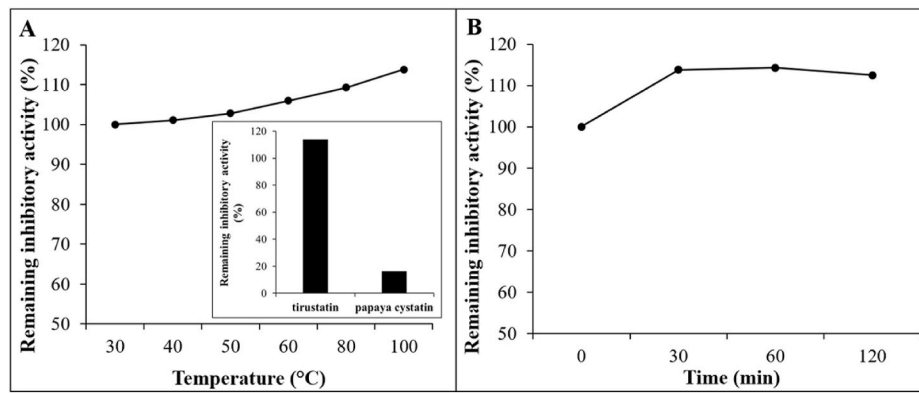 A
Remaining inhibitory activity (%)
120
110
100
90
80
70
60
50
30 40 50 60 80 100
Temperature (°C)
Remaining inhibitory activity
(%)
120
100
80
60
40
20
0
tirustatin papaya cystatin
B
Remaining inhibitory activity (%)
120
110
100
90
80
70
60
50
0 30 60 120
Time (min)